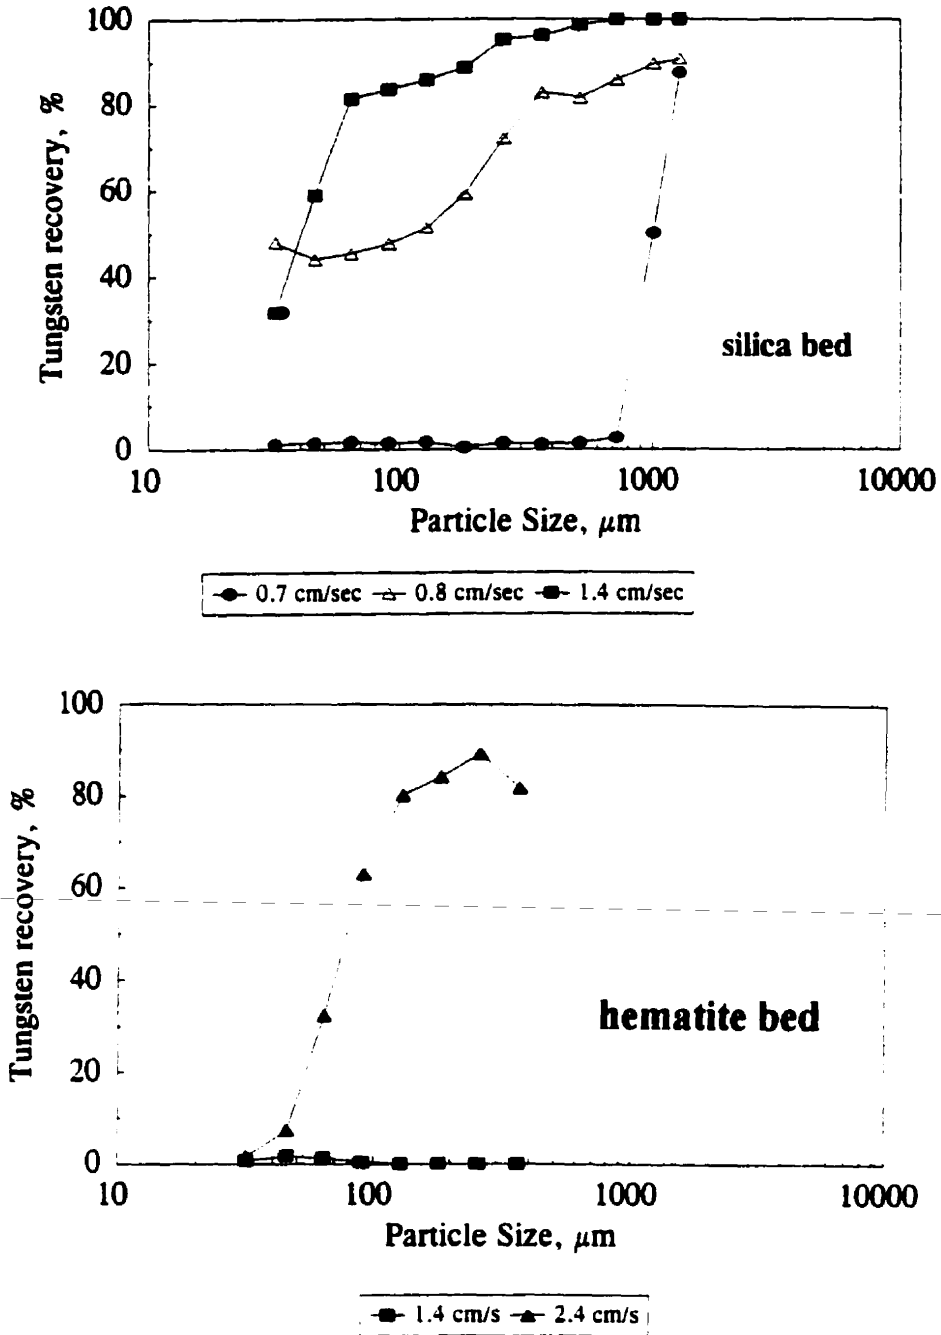 100
80
60
40
20
0
Tungsten recovery, %
silica bed
10 100 1000 10000
Particle Size, μm
0.7 cm/sec 0.8 cm/sec 1.4 cm/sec
100
80
60
40
20
0
Tungsten recovery, %
hematite bed
10 100 1000 10000
Particle Size, μm
1.4 cm/s 2.4 cm/s